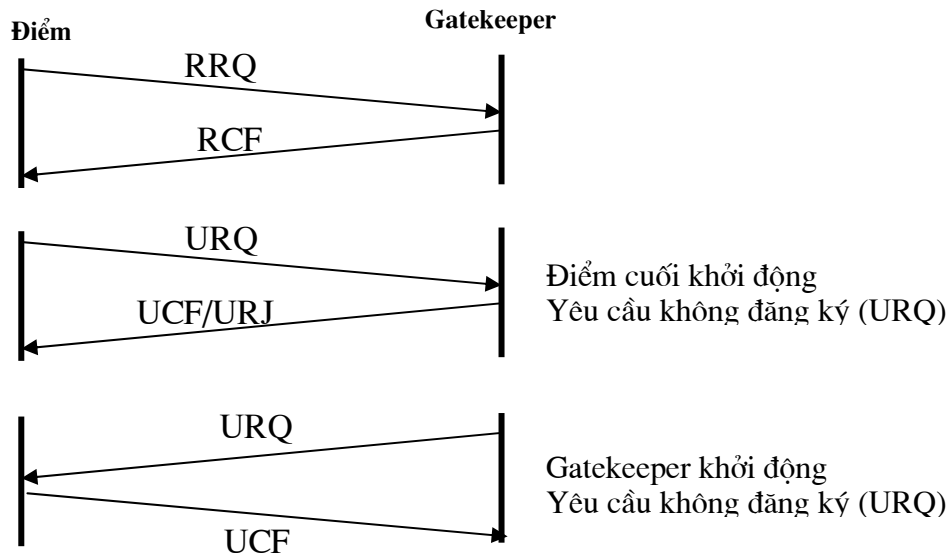 Điểm
Gatekeeper
RRQ
RCF
URQ
UCF/URJ
Điểm cuối khởi động
Yêu cầu không đăng ký (URQ)
URQ
UCF
Gatekeeper khởi động
Yêu cầu không đăng ký (URQ)